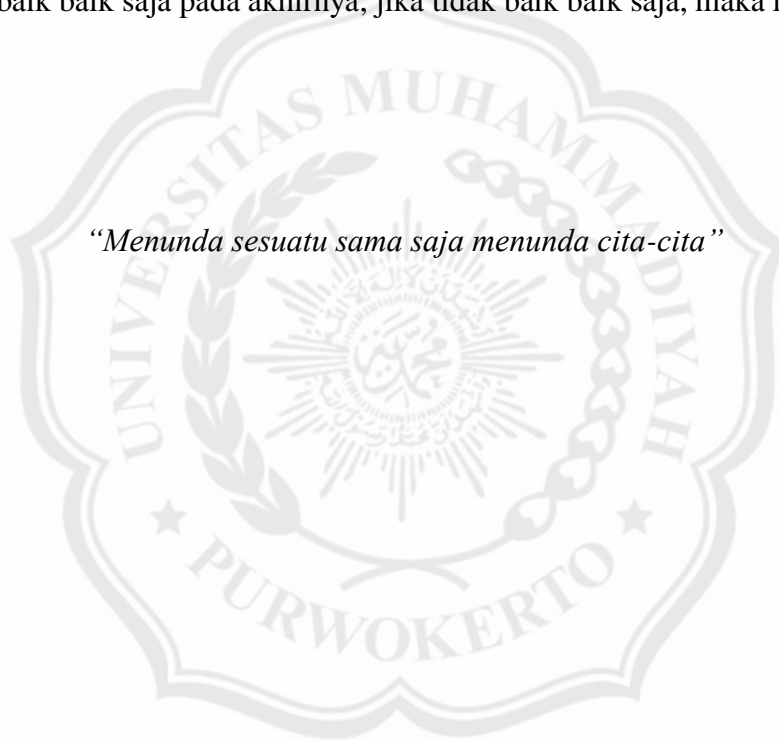 baik baik saja pada akhirnya, jika tidak baik baik saja, maka
“Menunda sesuatu sama saja menunda cita-cita”
UNIVERSITAS MUHAMMADIYAH
PURWOKERTO